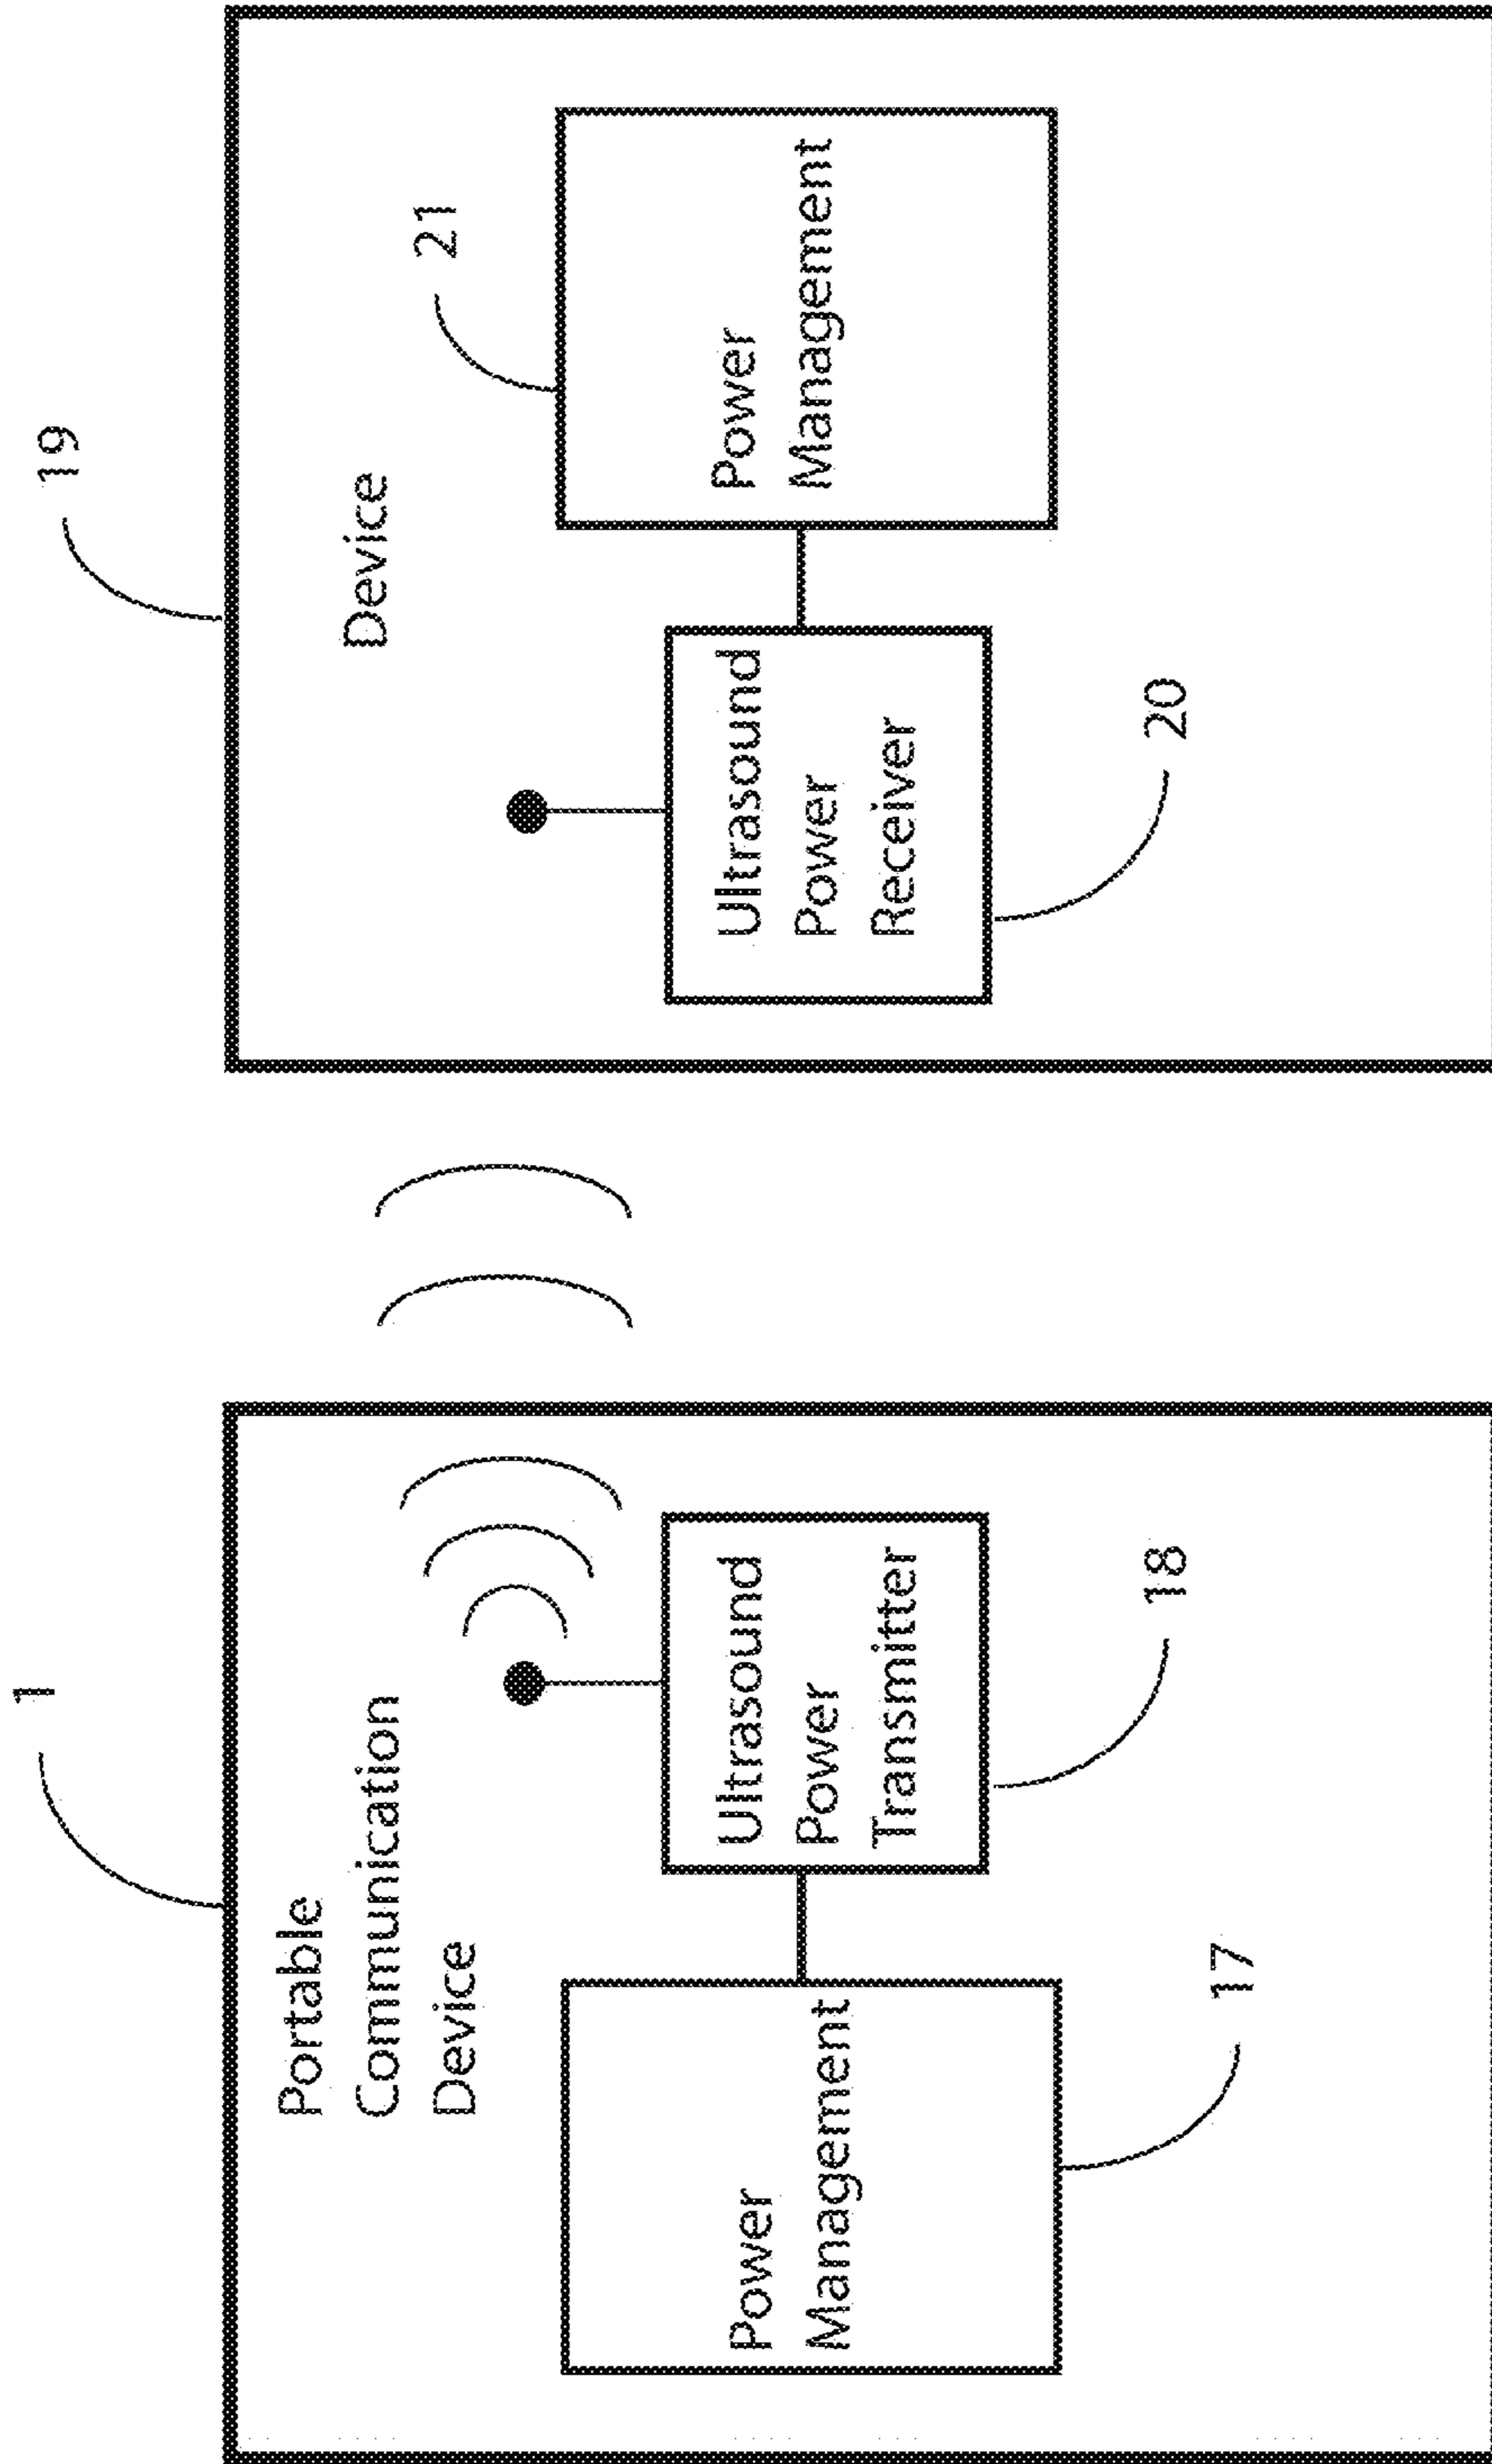 1
Portable
Communication
Device
Power
Management
17
Ultrasound
Power
Transmitter
18
19
Device
Ultrasound
Power
Receiver
20
Power
Management
21